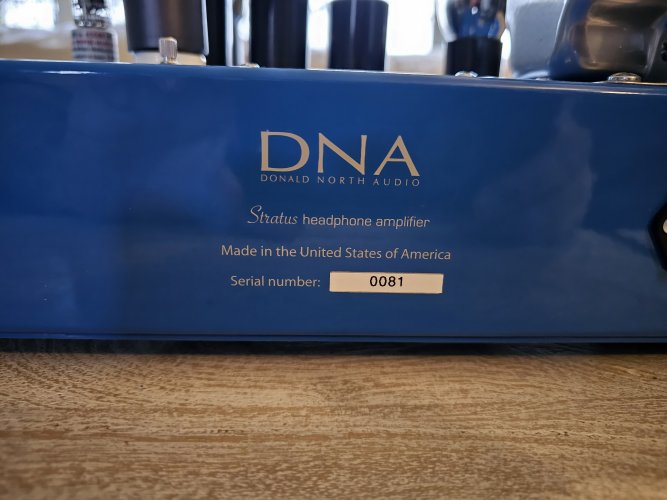 DNA
DONALD NORTH AUDIO
Stratus headphone amplifier
Made in the United States of America
Serial number: 0081